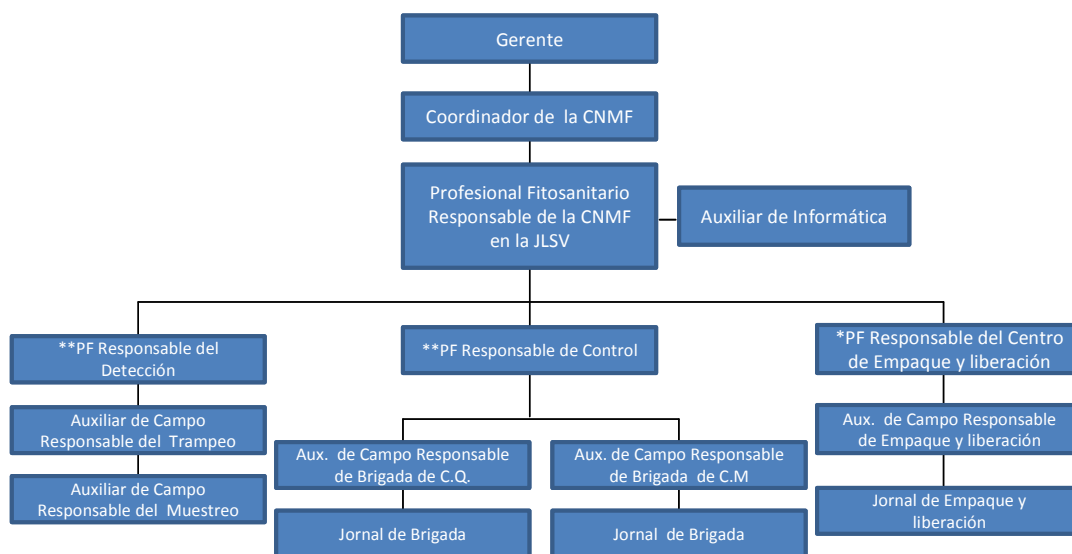 Gerente
Coordinador de la CNMF
Profesional Fitosanitario
Responsable de la CNMF
en la JLSV
Auxiliar de Informática
**PF Responsable del
Detección
**PF Responsable de Control
*PF Responsable del Centro
de Empaque y liberación
Auxiliar de Campo
Responsable del Trampeo
Aux. de Campo Responsable
de Empaque y liberación
Aux. de Campo Responsable
de Brigada de C.Q.
Aux. de Campo Responsable
de Brigada de C.M
Auxiliar de Campo
Responsable del Muestreo
Jornal de Empaque y
liberación
Jornal de Brigada
Jornal de Brigada